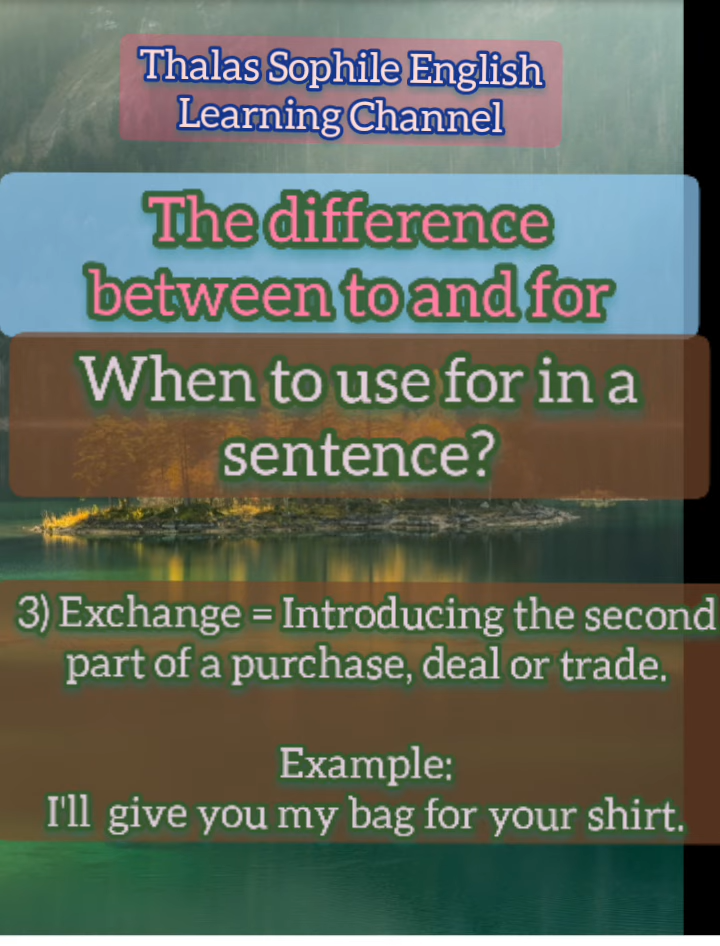 Thalas Sophile English
Learning Channel
The difference
between to and for
When to use for in a
sentence?
3) Exchange = Introducing the second
part of a purchase, deal or trade.
Example:
I'll give you my bag for your shirt.